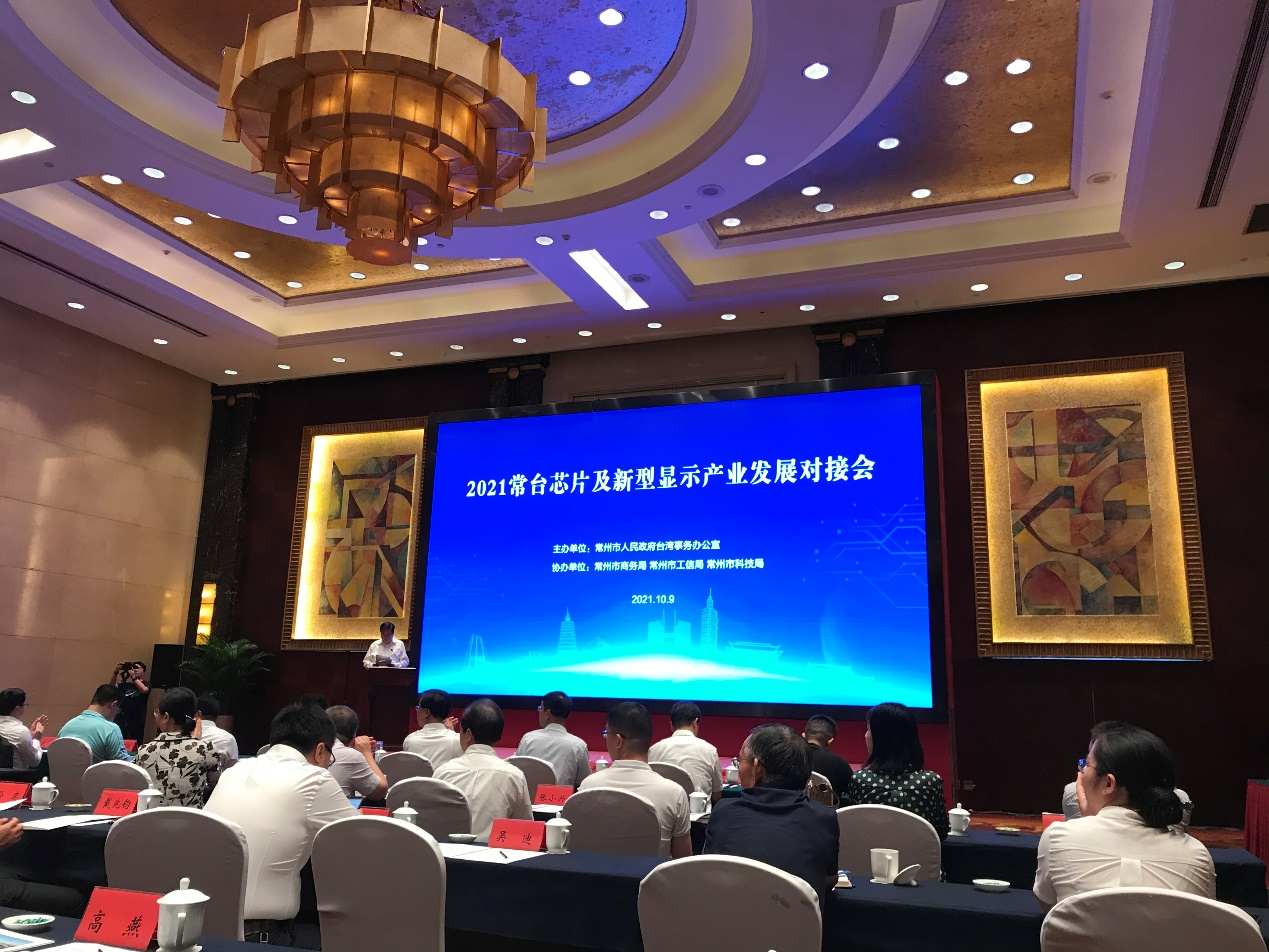 2021常台芯片及新型显示产业发展对接会
主办单位：常州市人民政府台湾事务办公室
协办单位：常州市商务局 常州市工信局 常州市科技局
2021.10.9
吴 迪
高 燕